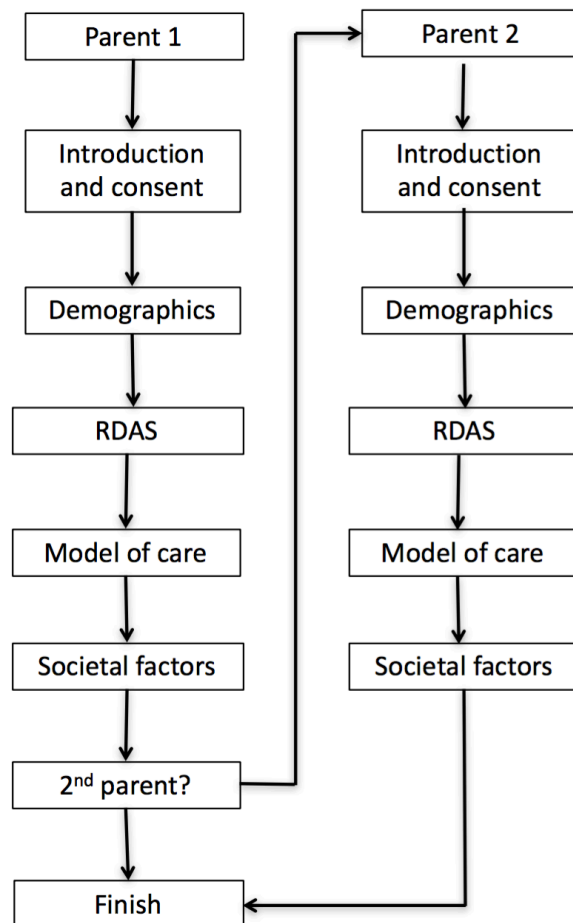 Parent 1
Introduction
and consent
Demographics
RDAS
Model of care
Societal factors
2nd parent?
Finish
Parent 2
Introduction
and consent
Demographics
RDAS
Model of care
Societal factors